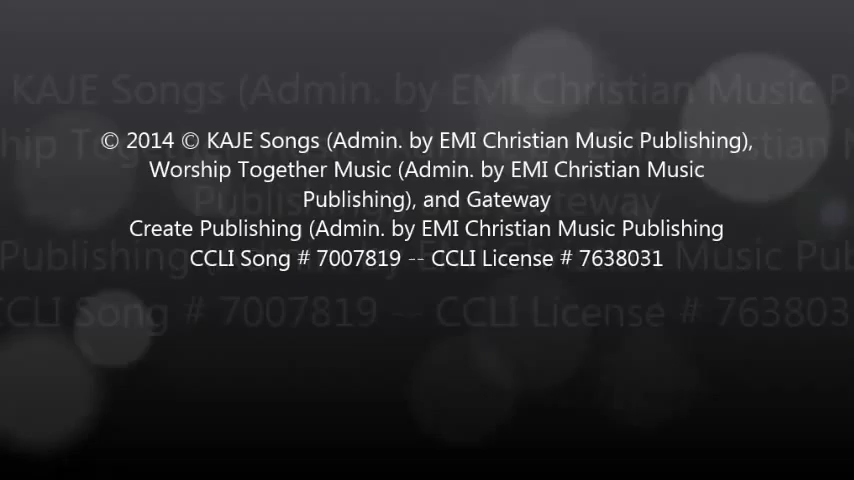 © 2014 © KAJE Songs (Admin. by EMI Christian Music Publishing),
Worship Together Music (Admin. by EMI Christian Music
Publishing), and Gateway
Create Publishing (Admin. by EMI Christian Music Publishing
CCLI Song # 7007819 -- CCLI License # 7638031